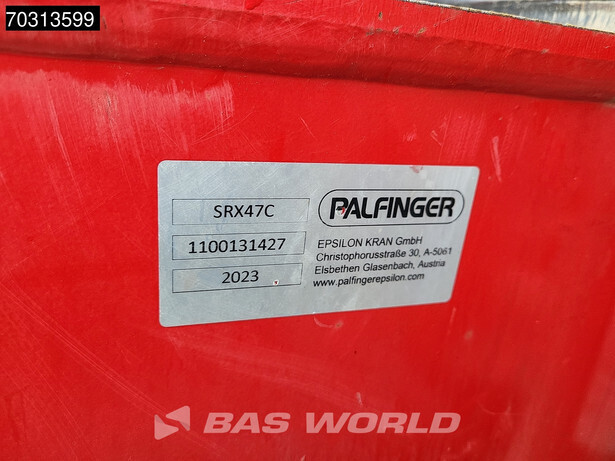 70313599
SRX47C
1100131427
2023
PALFINGER
EPSILON KRAN GmbH
Christophorusstraße 30, A-5061
Elsbethen Glasenbach, Austria
www.palfingerepsilon.com
BAS WORLD